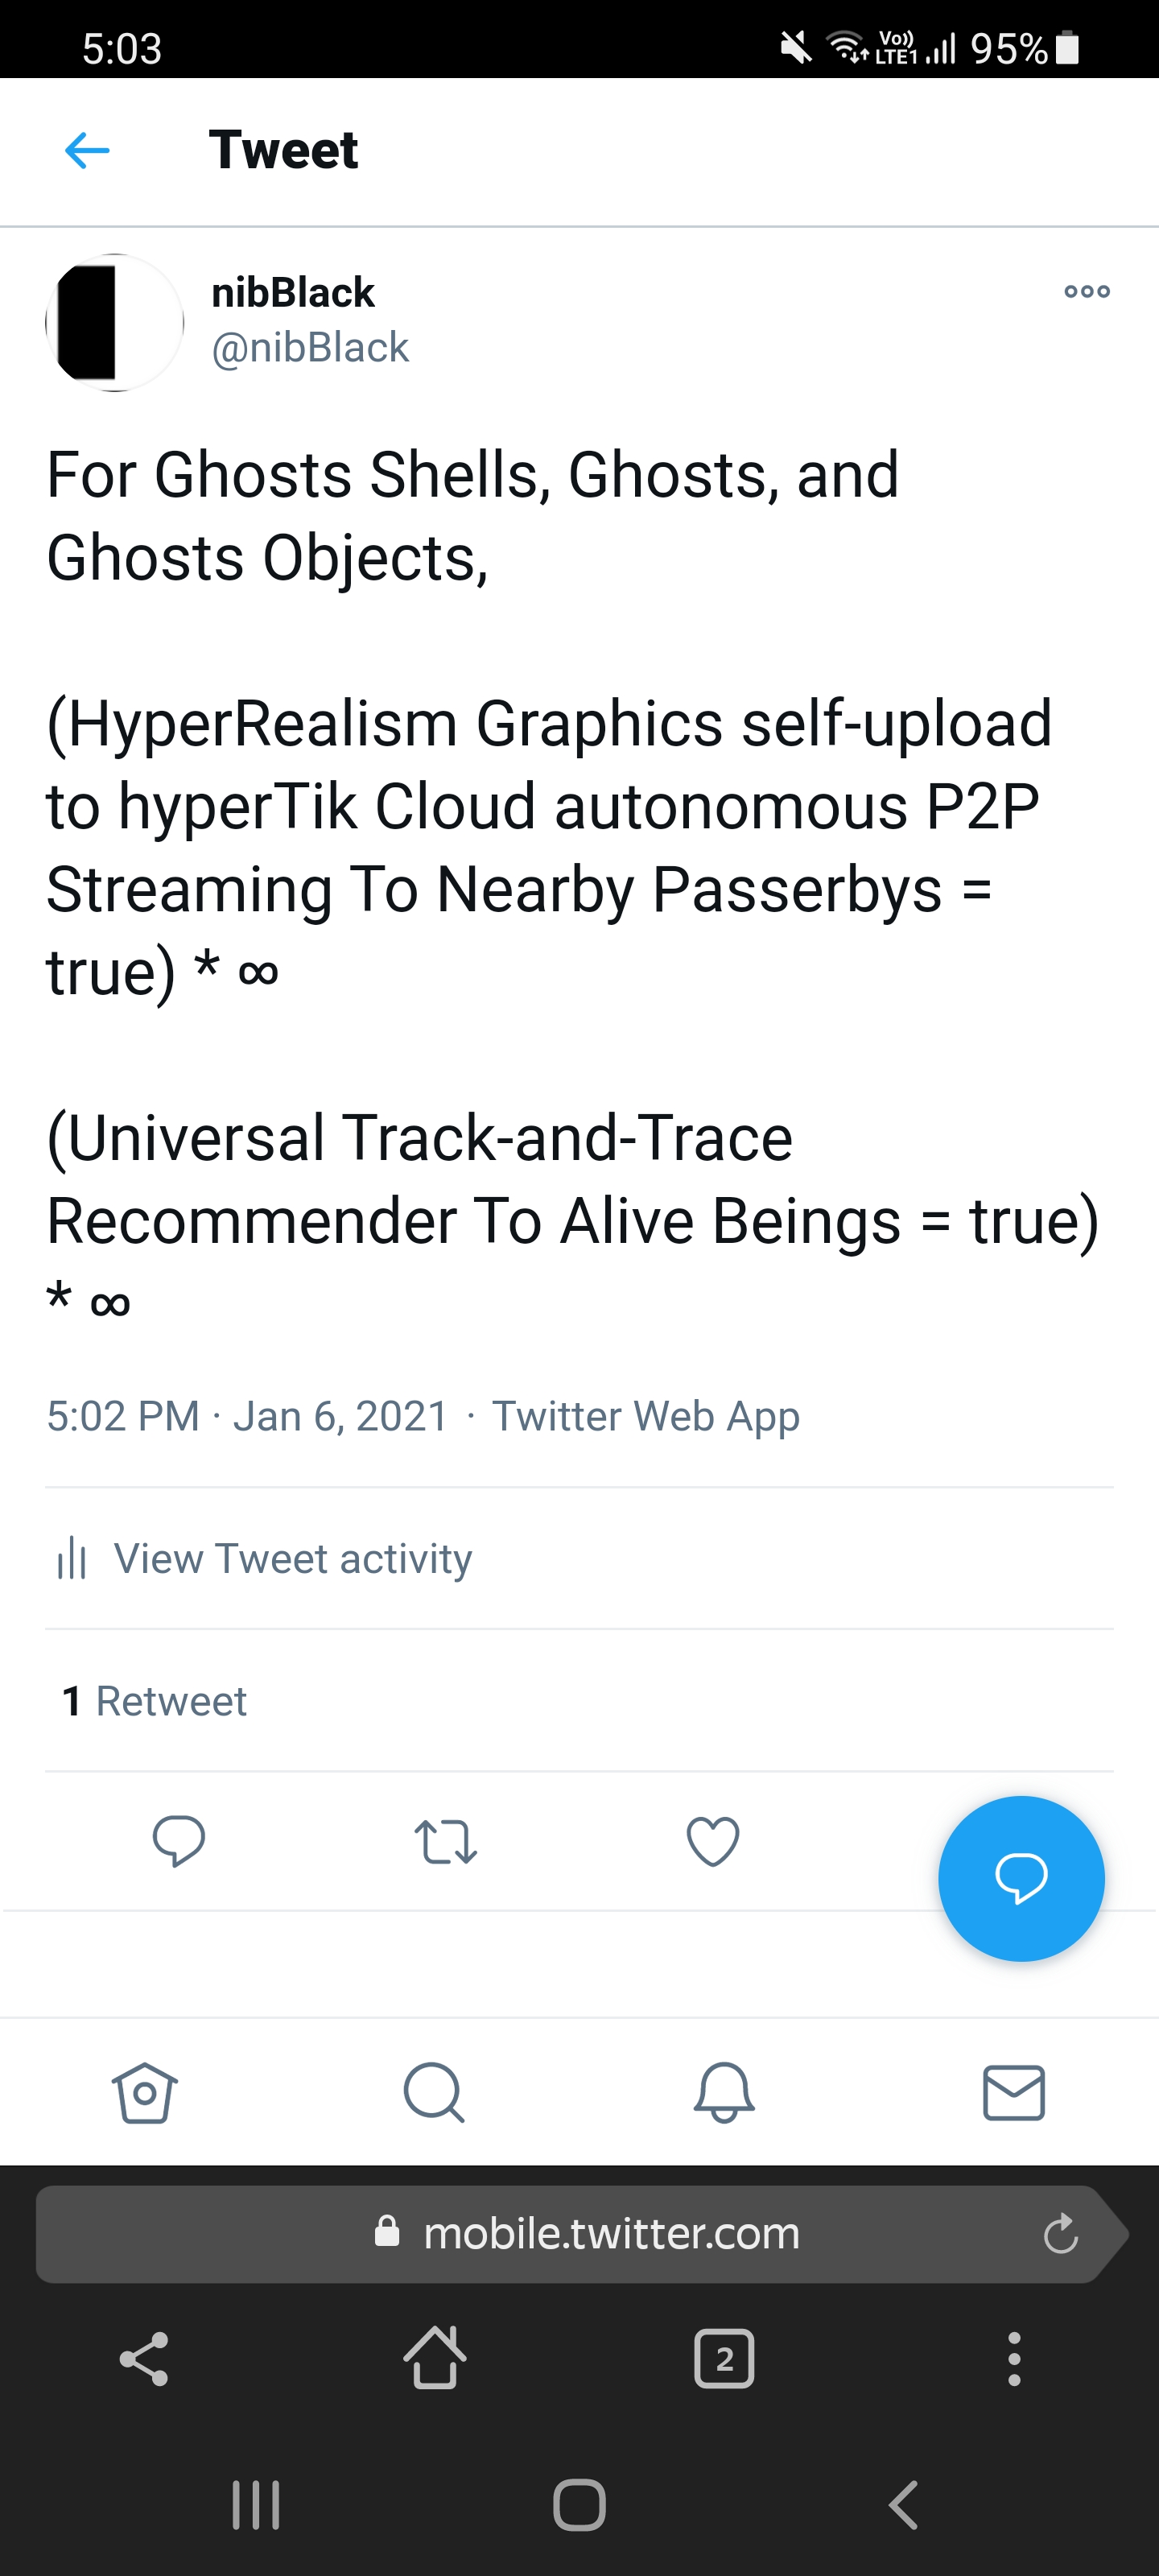 5:03 Vo)) LTE1 95%
Tweet
nibBlack
@nibBlack
For Ghosts Shells, Ghosts, and
Ghosts Objects,
(HyperRealism Graphics self-upload
to hyperTik Cloud autonomous P2P
Streaming To Nearby Passerbys =
true) * ∞
(Universal Track-and-Trace
Recommender To Alive Beings = true)
* ∞
5:02 PM · Jan 6, 2021 · Twitter Web App
View Tweet activity
1 Retweet
mobile.twitter.com
2